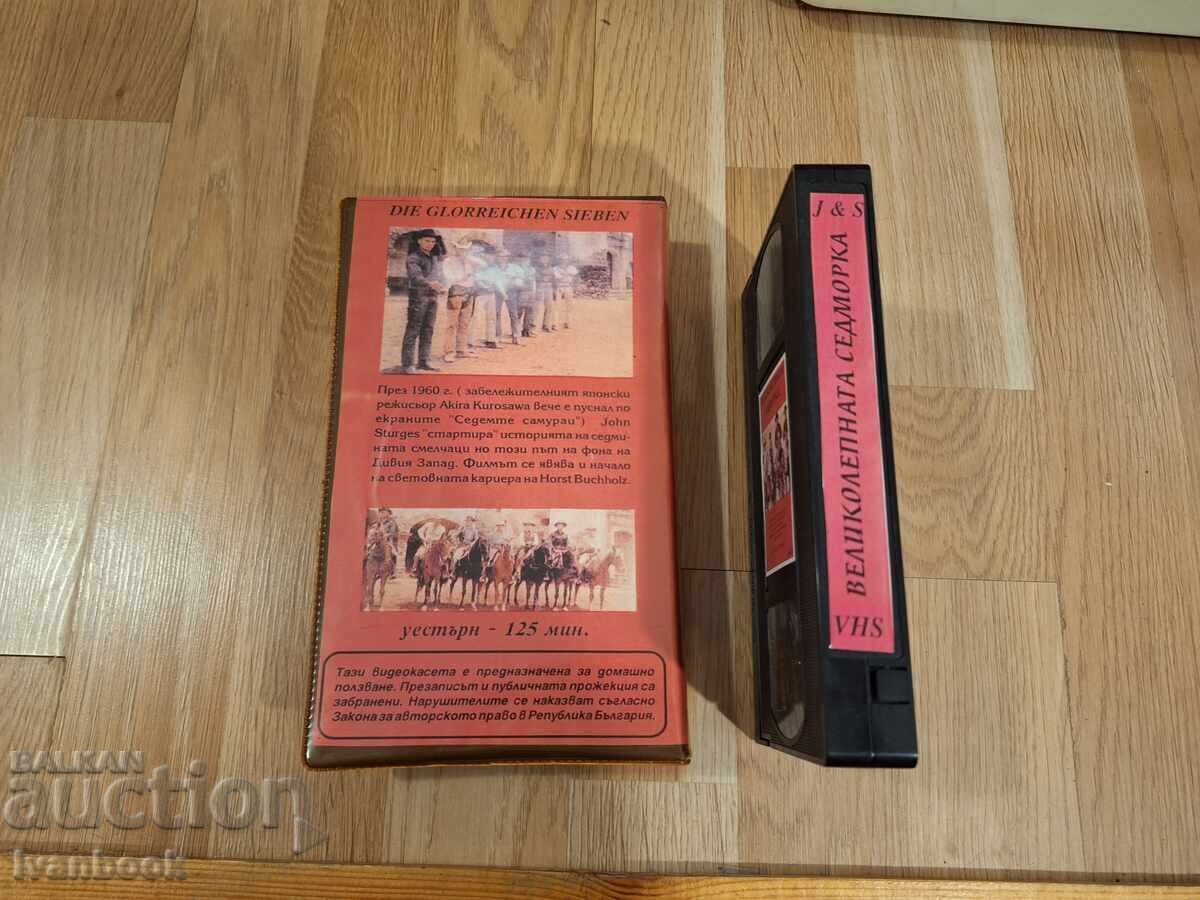 DIE GLORREICHEN SIEBEN
През 1960 г. ( забележителният японски
режисьор Akira Kurosawa вече е пуснал по
екраните "Седемте самураи") John
Sturges "стартира" историята на седми-
ната смелчаци но този път на фона на
Дивия Запад. Филмът се явява и начало
на световната кариера на Horst Buchholz.
уестърн - 125 мин.
Тази видеокасета е предназначена за домашно
ползване. Презаписът и публичната прожекция са
забранени. Нарушителите се наказват съгласно
Закона за авторското право в Република България.
J & S
ВЕЛИКОЛЕПНАТА СЕДМОРКА
VHS
BALKAN
auction
Ivanbook